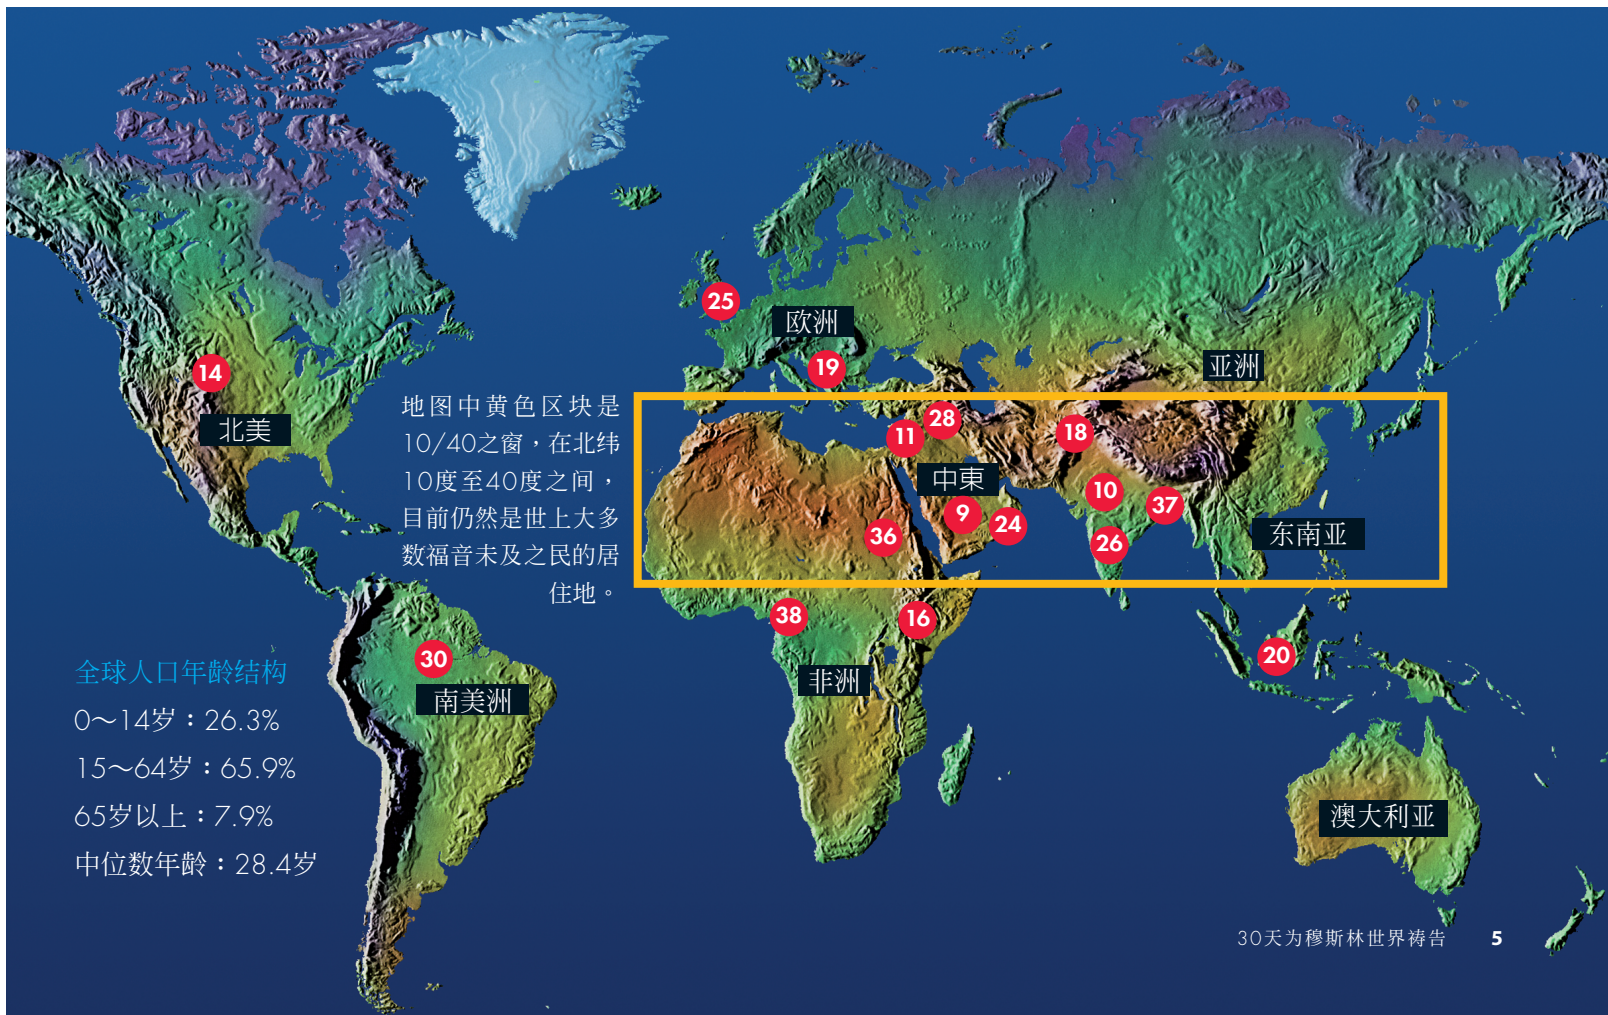 25
欧洲
19
亚洲
14
北美
地图中黄色区块是
10/40之窗，在北纬
10度至40度之间，
目前仍然是世上大多
数福音未及之民的居
住地。
28
11
18
中東
10
9
37
24
36
26
东南亚
38
16
30
20
南美洲
非洲
全球人口年龄结构
0～14岁：26.3%
15～64岁：65.9%
65岁以上：7.9%
中位数年龄：28.4岁
澳大利亚
30天为穆斯林世界祷告 5